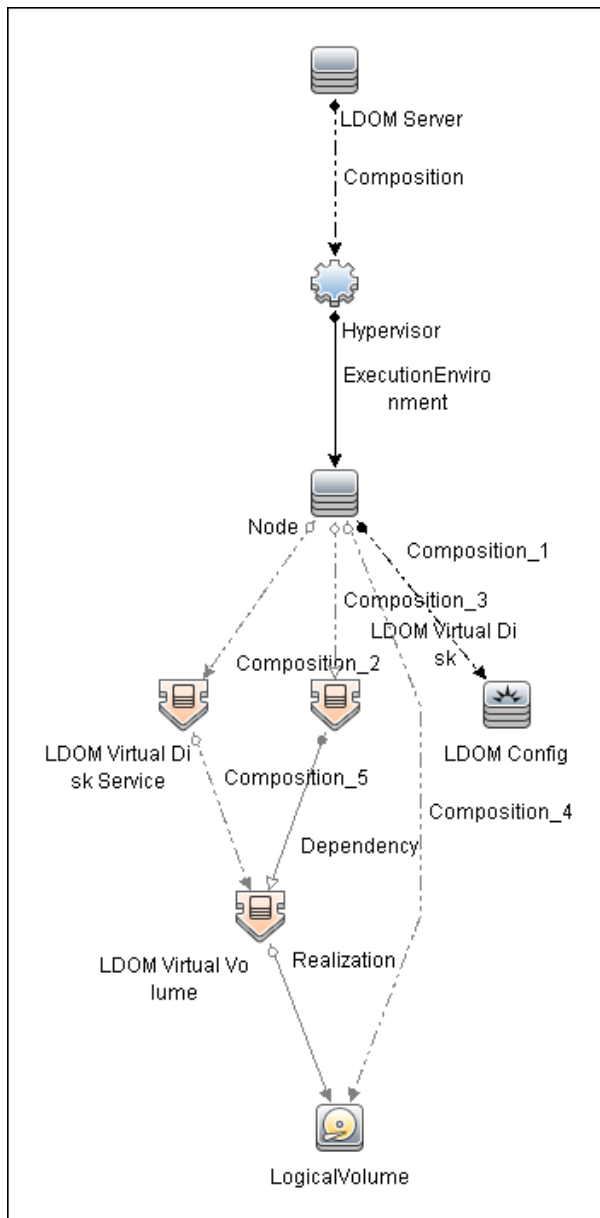 LDOM Server
Composition
Hypervisor
ExecutionEnviro
nment
Node
Composition_1
Composition_3
LDOM Virtual Di
sk
Composition_2
LDOM Virtual Di
sk Service
LDOM Config
Composition_5
Composition_4
Dependency
LDOM Virtual Vo
lume
Realization
LogicalVolume